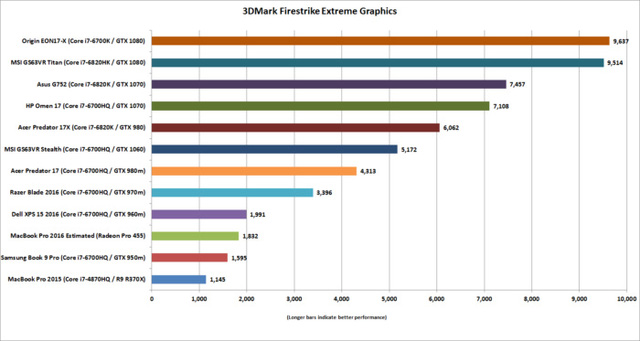 3DMark Firestrike Extreme Graphics
Origin EON17-X (Core i7-6700K / GTX 1080) 9,637
MSI GS63VR Titan (Core i7-6820HK / GTX 1080) 9,514
Asus G752 (Core i7-6820K / GTX 1070) 7,457
HP Omen 17 (Core i7-6700HQ / GTX 1070) 7,108
Acer Predator 17X (Core i7-6820K / GTX 980) 6,062
MSI GS63VR Stealth (Core i7-6700HQ / GTX 1060) 5,172
Acer Predator 17 (Core i7-6700HQ / GTX 980m) 4,313
Razer Blade 2016 (Core i7-6700HQ / GTX 970m) 3,396
Dell XPS 15 2016 (Core i7-6700HQ / GTX 960m) 1,991
MacBook Pro 2016 Estimated (Radeon Pro 455) 1,832
Samsung Book 9 Pro (Core i7-6700HQ / GTX 950m) 1,595
MacBook Pro 2015 (Core i7-4870HQ / R9 R370X) 1,145
0 1,000 2,000 3,000 4,000 5,000 6,000 7,000 8,000 9,000 10,000
(Longer bars indicate better performance)